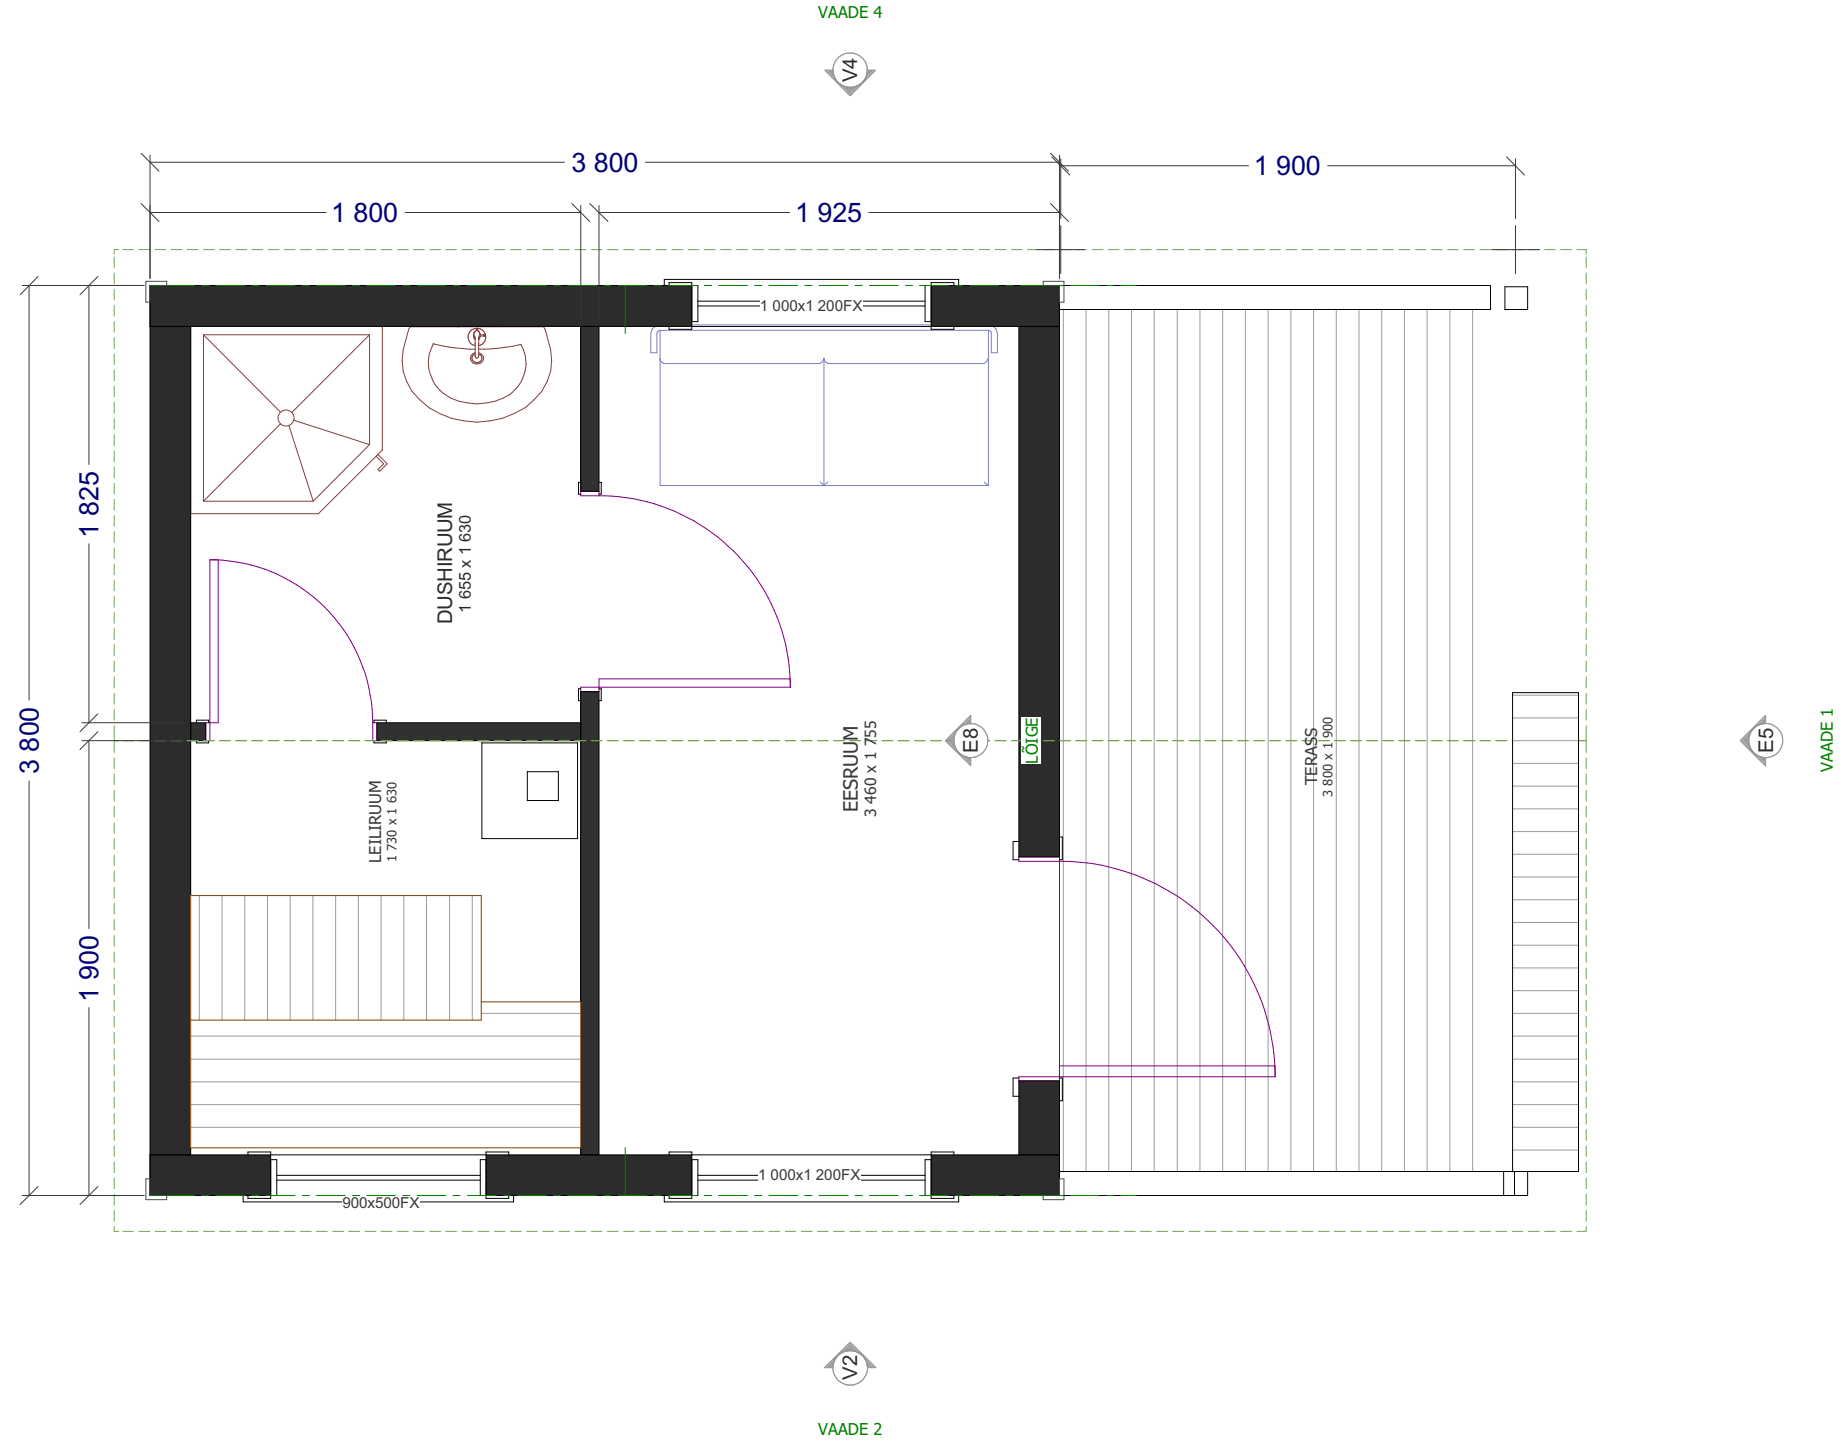 VAADE 4
V4
3 800
1 900
1 800
1 925
1 000x1 200FX
1 825
DUSHIRUUM
1 655 x 1 630
3 800
EESRUUM
3 460 x 1 755
E8
LÕIGE
TERASS
3 800 x 1 900
E5
VAADE 1
LEILIRUUM
1 730 x 1 630
1 900
1 000x1 200FX
900x500FX
V2
VAADE 2